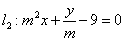 l₂ : m²x + y/m − 9 = 0